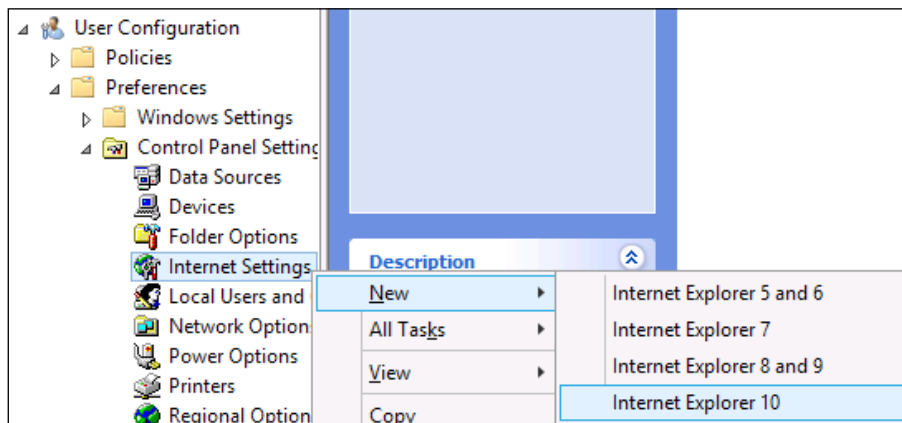 User Configuration
Policies
Preferences
Windows Settings
Control Panel Setting
Data Sources
Devices
Folder Options
Internet Settings
Local Users and
Network Option
Power Options
Printers
Regional Option
Description
New
All Tasks
View
Copy
Internet Explorer 5 and 6
Internet Explorer 7
Internet Explorer 8 and 9
Internet Explorer 10